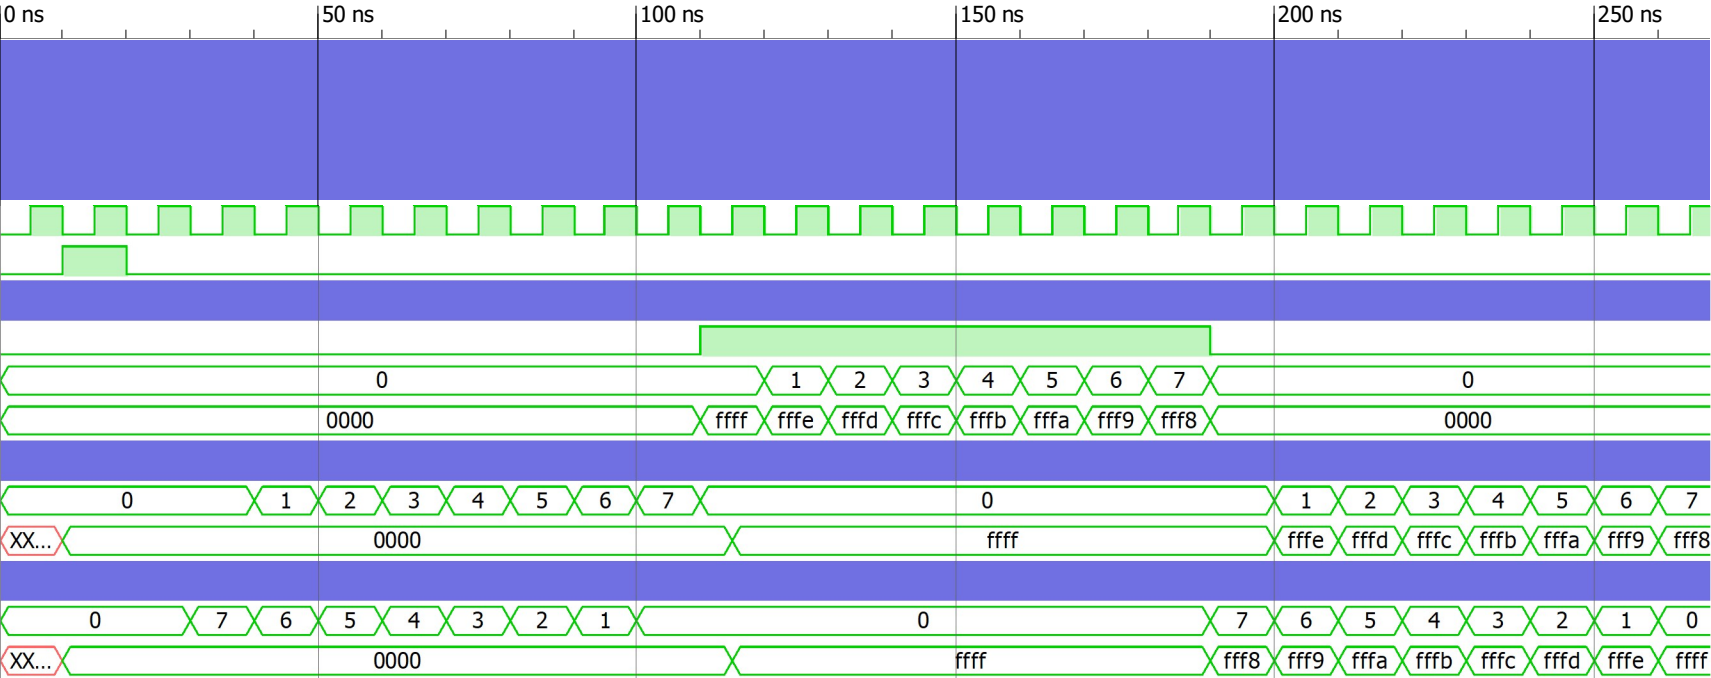 0 ns 50 ns 100 ns 150 ns 200 ns 250 ns
0 1 2 3 4 5 6 7 0
0000 ffff fffe fffd fffc fffb fffa fff9 fff8 0000
0 1 2 3 4 5 6 7 0 1 2 3 4 5 6 7
XX... 0000 ffff fffe fffd fffc fffb fffa fff9 fff8
0 7 6 5 4 3 2 1 0 7 6 5 4 3 2 1 0
XX... 0000 ffff fff8 fff9 fffa fffb fffc fffd fffe ffff